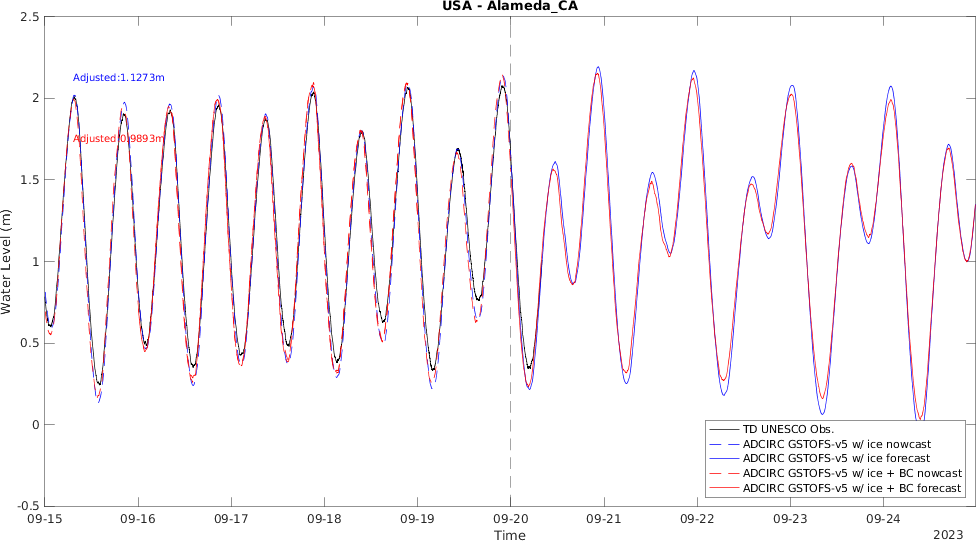 USA - Alameda_CA
2.5
2
1.5
1
0.5
0
-0.5
Water Level (m)
Adjusted:1.1273m
Adjusted:0.9893m
TD UNESCO Obs.
ADCIRC GSTOFS-v5 w/ ice nowcast
ADCIRC GSTOFS-v5 w/ ice forecast
ADCIRC GSTOFS-v5 w/ ice + BC nowcast
ADCIRC GSTOFS-v5 w/ ice + BC forecast
09-15 09-16 09-17 09-18 09-19 09-20 09-21 09-22 09-23 09-24
Time
2023